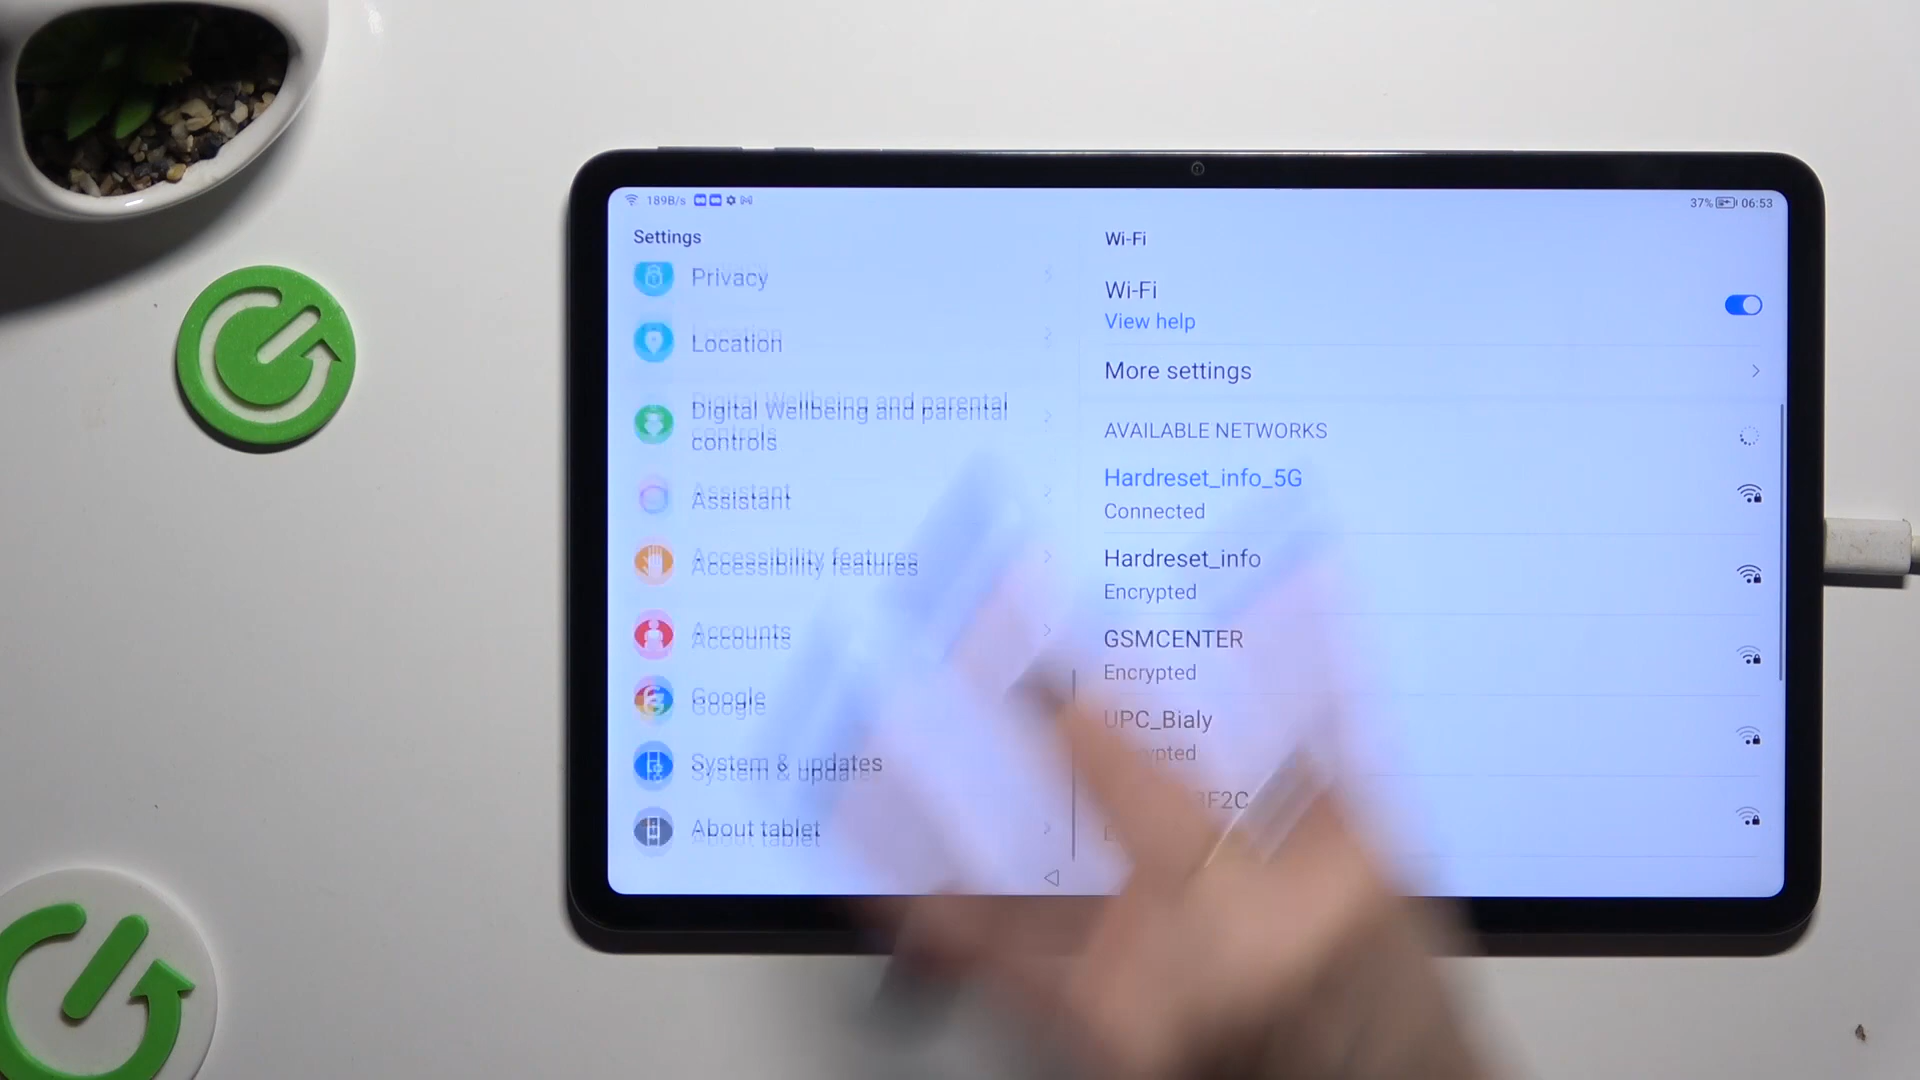 189B/s
37% 06:53
Settings
Privacy
Location
Digital Wellbeing and parental
controls
Assistant
Accessibility features
Accounts
Google
System & updates
About tablet
Wi-Fi
Wi-Fi
View help
More settings
AVAILABLE NETWORKS
Hardreset_info_5G
Connected
Hardreset_info
Encrypted
GSMCENTER
Encrypted
UPC_Bialy